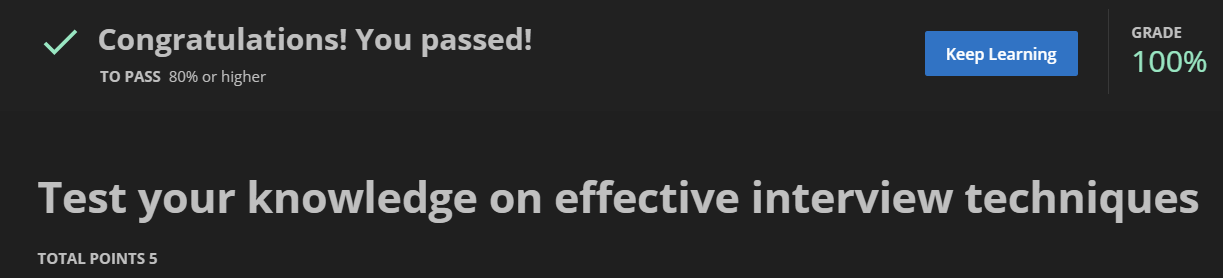 Congratulations! You passed!
TO PASS 80% or higher
Keep Learning
GRADE
100%
Test your knowledge on effective interview techniques
TOTAL POINTS 5